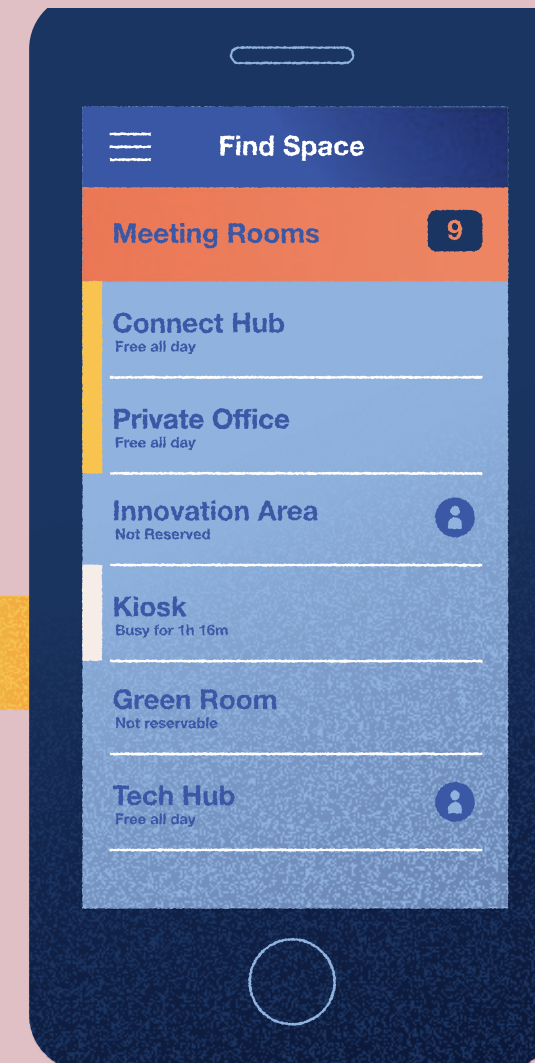 Find Space
Meeting Rooms 9
Connect Hub
Free all day
Private Office
Free all day
Innovation Area
Not Reserved
Kiosk
Busy for 1h 16m
Green Room
Not reservable
Tech Hub
Free all day